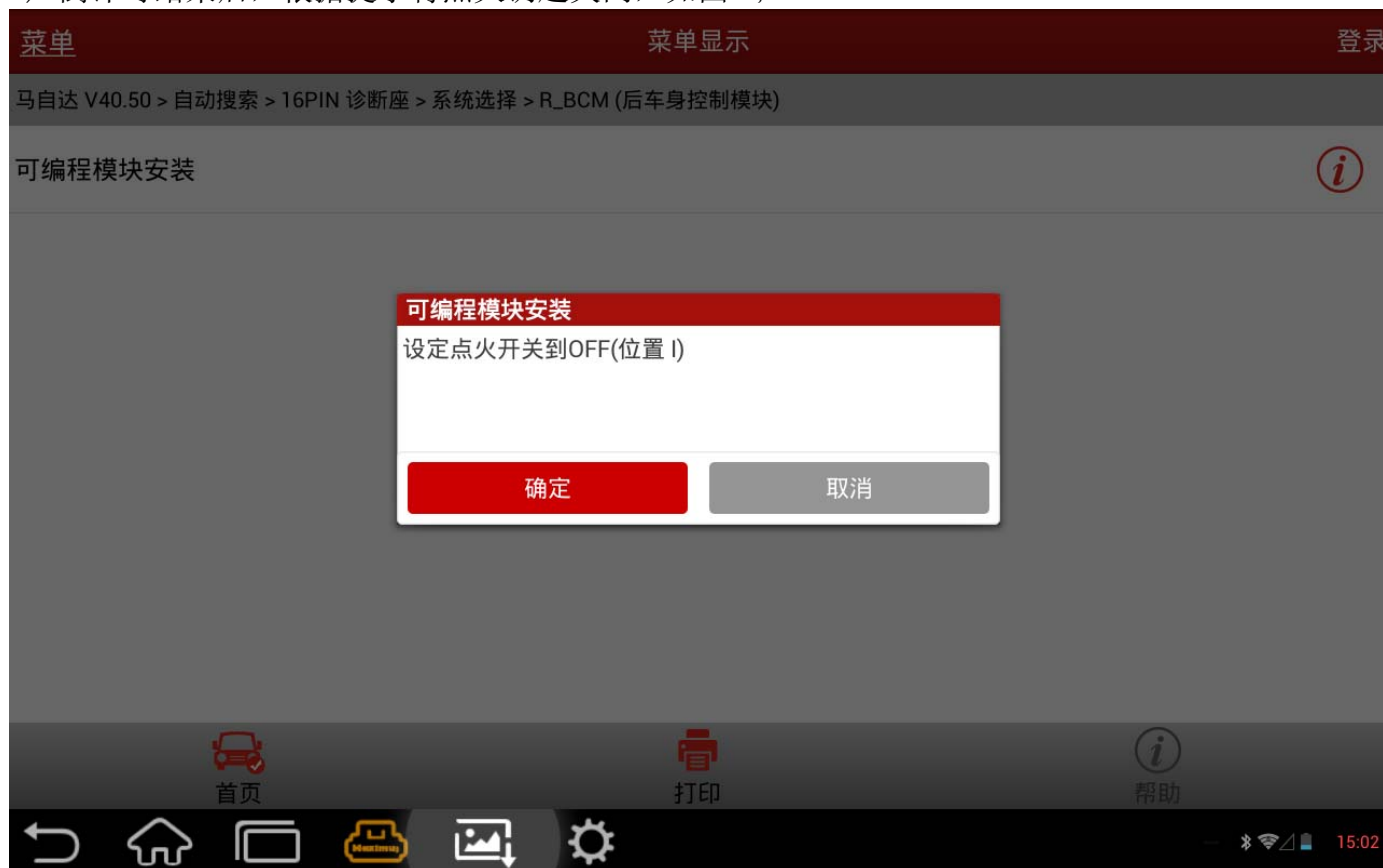 菜单
菜单显示
登录
马自达 V40.50 > 自动搜索 > 16PIN 诊断座 > 系统选择 > R_BCM (后车身控制模块)
可编程模块安装
可编程模块安装
设定点火开关到OFF(位置 I)
确定
取消
首页
打印
帮助
15:02